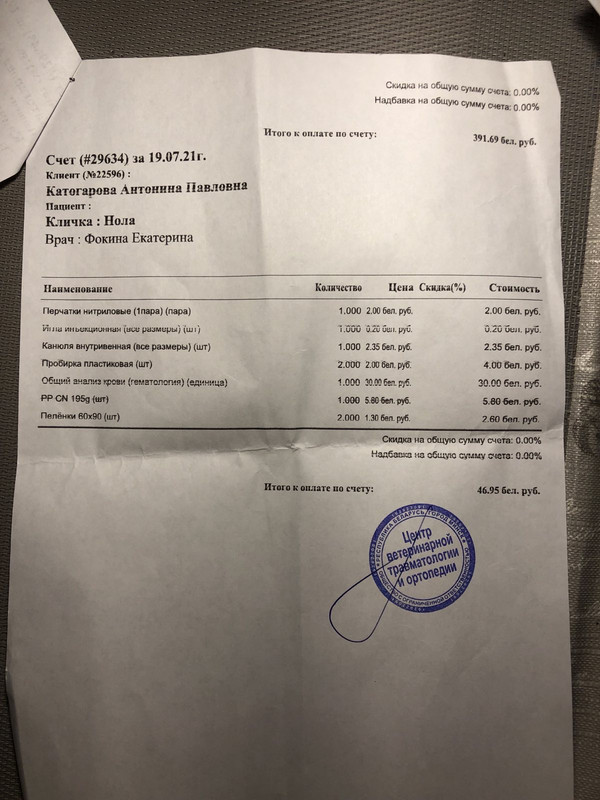 Скидка на общую сумму счета: 0.00%
Надбавка на общую сумму счета: 0.00%
Итого к оплате по счету: 391.69 бел. руб.
Счет (#29634) за 19.07.21г.
Клиент (№22596) :
Катогарова Антонина Павловна
Пациент :
Кличка : Нола
Врач : Фокина Екатерина
Наименование Количество Цена Скидка(%) Стоимость
Перчатки нитриловые (1пара) (пара) 1.000 2.00 бел. руб. 2.00 бел. руб.
Игла инъекционная (все размеры) (шт) 1.000 0.20 бел. руб. 0.20 бел. руб.
Канюля внутривенная (все размеры) (шт) 1.000 2.35 бел. руб. 2.35 бел. руб.
Пробирка пластиковая (шт) 2.000 2.00 бел. руб. 4.00 бел. руб.
Общий анализ крови (гематология) (единица) 1.000 30.00 бел. руб. 30.00 бел. руб.
PP CN 195g (шт) 1.000 5.80 бел. руб. 5.80 бел. руб.
Пелёнки 60x90 (шт) 2.000 1.30 бел. руб. 2.60 бел. руб.
Скидка на общую сумму счета: 0.00%
Надбавка на общую сумму счета: 0.00%
Итого к оплате по счету: 46.95 бел. руб.
РЕСПУБЛИКА БЕЛАРУСЬ ГОРОД МИНСК
Центр
ветеринарной
травматологии
и ортопедии